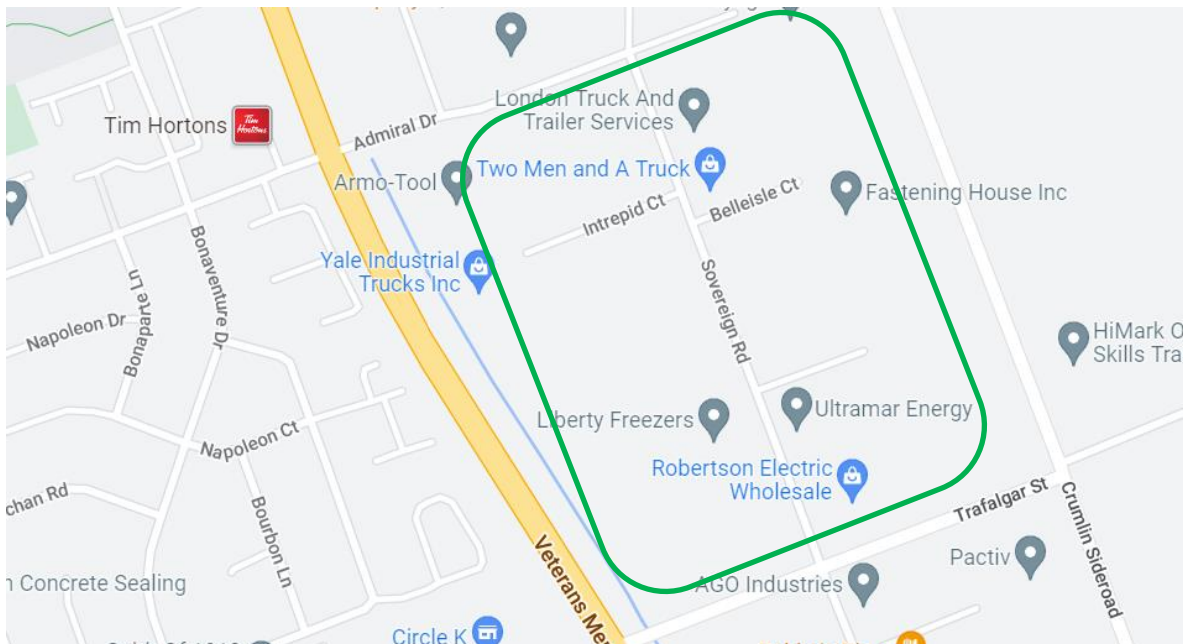 London Truck And
Trailer Services
Tim Hortons
Tim
Hortons
Admiral Dr
Two Men and A Truck
Armo-Tool
Intrepid Ct
Belleisle Ct
Fastening House Inc
Yale Industrial
Trucks Inc
Bonaventure Dr
Bonaparte Ln
Napoleon Dr
Sovereign Rd
HiMark O
Skills Tra
Liberty Freezers
Ultramar Energy
Napoleon Ct
Robertson Electric
Wholesale
chan Rd
Bourbon Ln
Trafalgar St
Crumlin Sideroad
Veterans Me
Pactiv
AGO Industries
n Concrete Sealing
Circle K